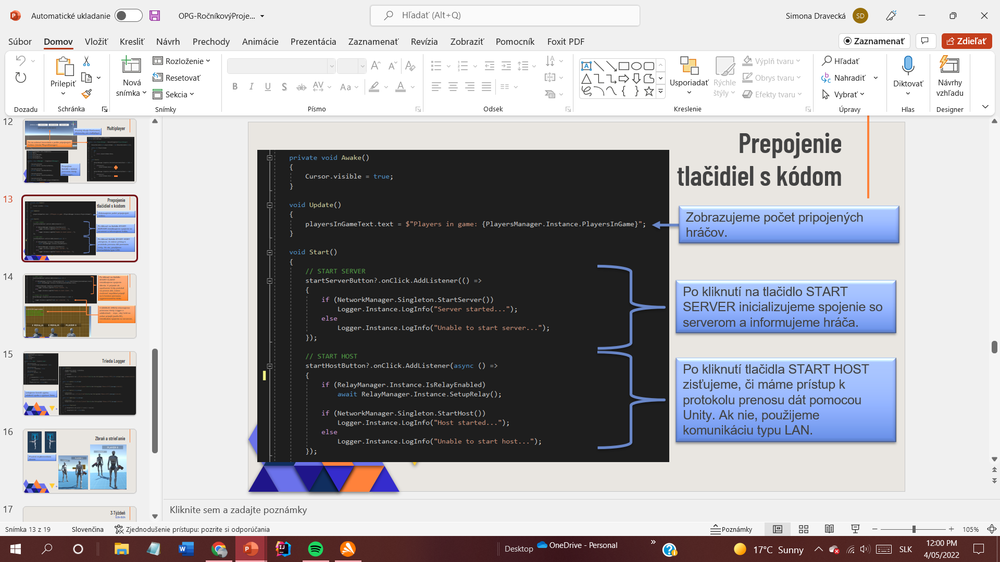 Automatické ukladanie
OPG-RočníkovýProje...
Hľadať (Alt+Q)
Simona Dravecká
SD
Súbor
Domov
Vložiť
Kresliť
Návrh
Prechody
Animácie
Prezentácia
Zaznamenať
Revízia
Zobraziť
Pomocník
Foxit PDF
Zaznamenať
Zdieľať
Dozadu
Prilepiť
Schránka
Nová
snímka
Rozloženie
Resetovať
Sekcia
Snímky
Písmo
Odsek
Usporiadať
Rýchle
štýly
Výplň tvaru
Obrys tvaru
Efekty tvaru
Kreslenie
Hľadať
Nahradiť
Vybrať
Úpravy
Diktovať
Hlas
Návrhy
vzhľadu
Designer
12
Multiplayer
13
Prepojenie
tlačidiel s kódom
14
15
Trieda Logger
16
Zbraň a strieľanie
17
3.Týždeň
Prepojenie
tlačidiel s kódom
private void Awake()
{
Cursor.visible = true;
}
void Update()
{
playersInGameText.text = $"Players in game: {PlayersManager.Instance.PlayersInGame}";
}
void Start()
{
// START SERVER
startServerButton?.onClick.AddListener(() =>
{
if (NetworkManager.Singleton.StartServer())
Logger.Instance.LogInfo("Server started...");
else
Logger.Instance.LogInfo("Unable to start server...");
});
// START HOST
startHostButton?.onClick.AddListener(async () =>
{
if (RelayManager.Instance.IsRelayEnabled)
await RelayManager.Instance.SetupRelay();
if (NetworkManager.Singleton.StartHost())
Logger.Instance.LogInfo("Host started...");
else
Logger.Instance.LogInfo("Unable to start host...");
});
Zobrazujeme počet pripojených
hráčov.
Po kliknutí na tlačidlo START
SERVER inicializujeme spojenie so
serverom a informujeme hráča.
Po kliknutí tlačidla START HOST
zisťujeme, či máme prístup k
protokolu prenosu dát pomocou
Unity. Ak nie, použijeme
komunikáciu typu LAN.
Kliknite sem a zadajte poznámky
Snímka 13 z 19
Slovenčina
Zjednodušenie prístupu: pozrite si odporúčania
Poznámky
105%
Desktop
OneDrive - Personal
17°C Sunny
SLK
12:00 PM
4/05/2022